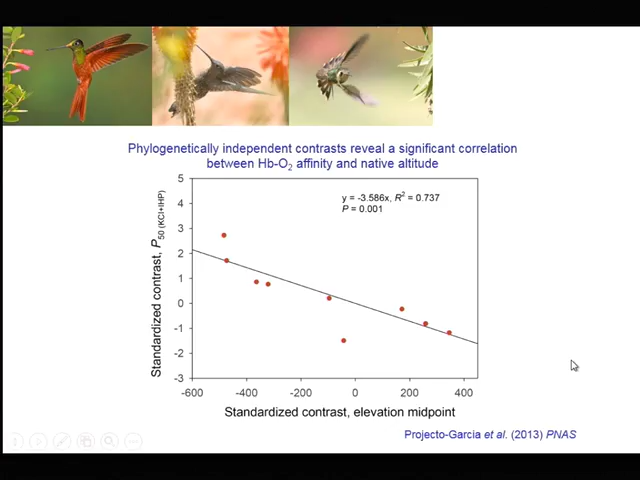 Phylogenetically independent contrasts reveal a significant correlation
between Hb-O₂ affinity and native altitude
y = -3.586x, R² = 0.737
P = 0.001
Standardized contrast, P₅₀ (KCl+IHP)
5
4
3
2
1
0
-1
-2
-3
-600 -400 -200 0 200 400
Standardized contrast, elevation midpoint
Projecto-Garcia et al. (2013) PNAS